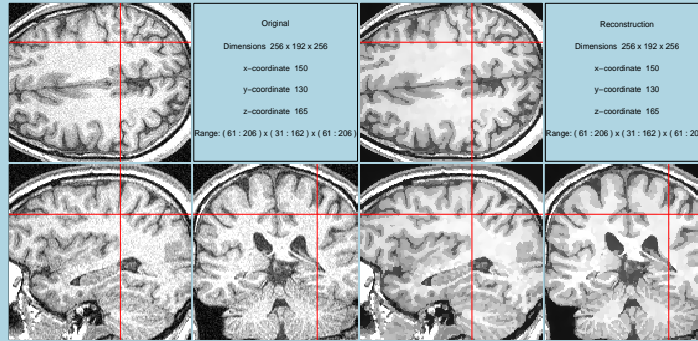 Original
Dimensions 256 x 192 x 256
x−coordinate 150
y−coordinate 130
z−coordinate 165
Range: ( 61 : 206 ) x ( 31 : 162 ) x ( 61 : 206 )
Reconstruction
Dimensions 256 x 192 x 256
x−coordinate 150
y−coordinate 130
z−coordinate 165
Range: ( 61 : 206 ) x ( 31 : 162 ) x ( 61 : 20